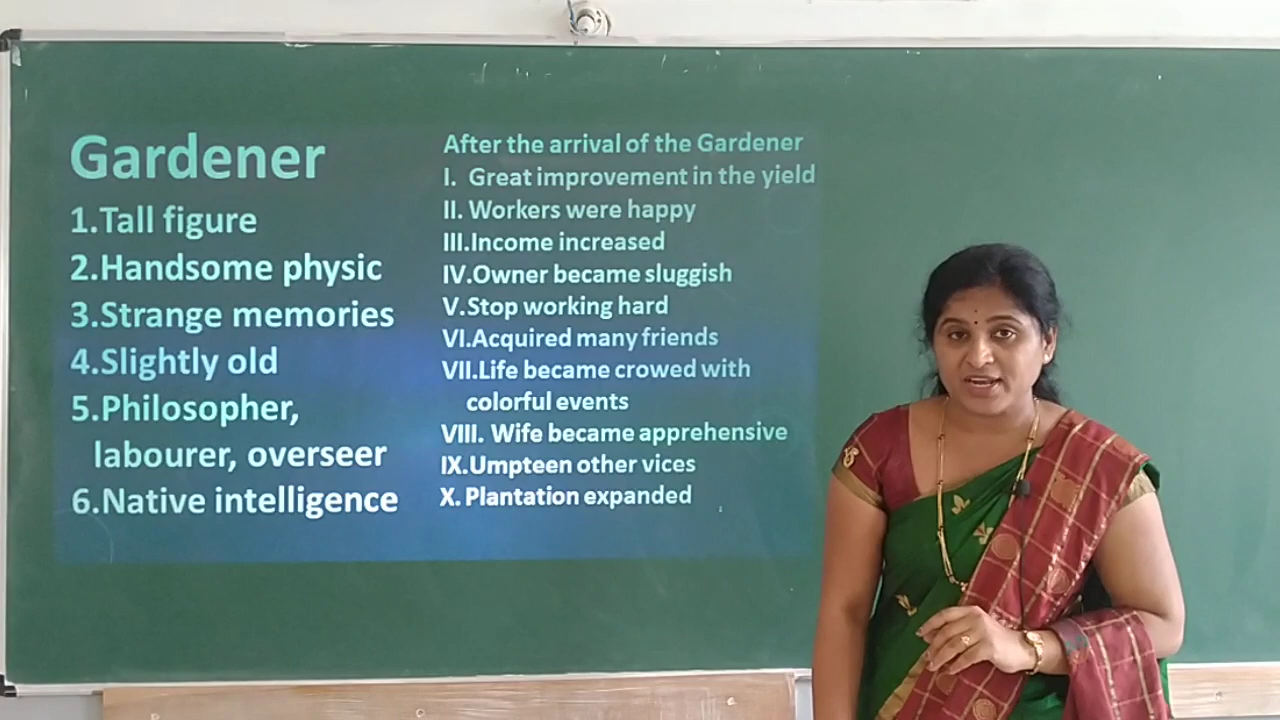 Gardener
1.Tall figure
2.Handsome physic
3.Strange memories
4.Slightly old
5.Philosopher,
labourer, overseer
6.Native intelligence
After the arrival of the Gardener
I. Great improvement in the yield
II. Workers were happy
III.Income increased
IV.Owner became sluggish
V.Stop working hard
VI.Acquired many friends
VII.Life became crowed with
colorful events
VIII. Wife became apprehensive
IX.Umpteen other vices
X. Plantation expanded